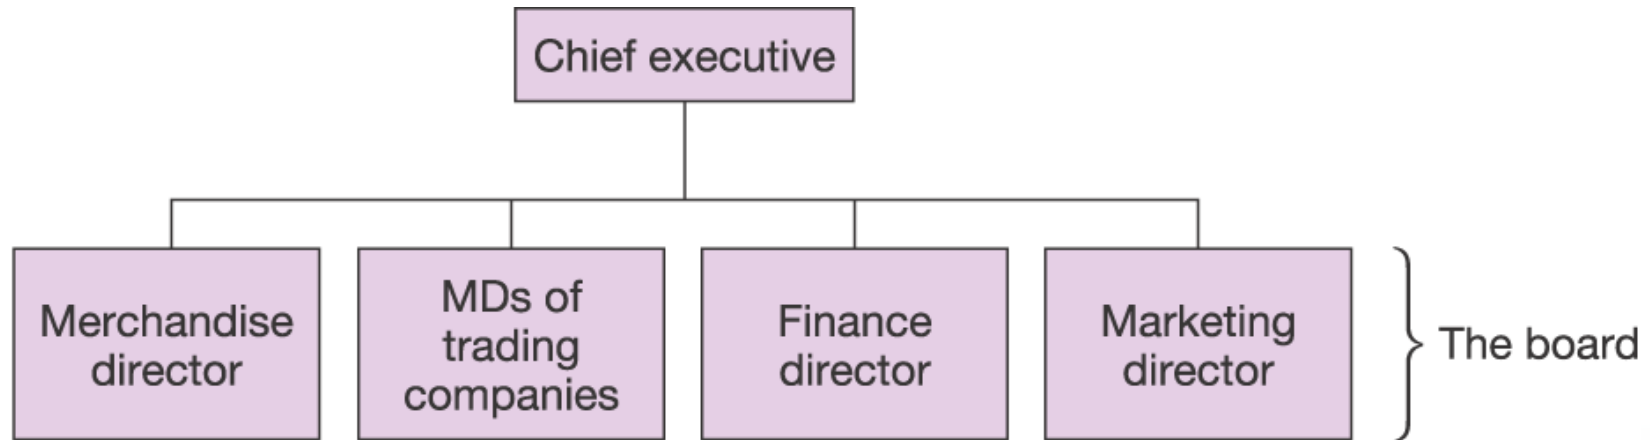 Chief executive
Merchandise
director
MDs of
trading
companies
Finance
director
Marketing
director
The board